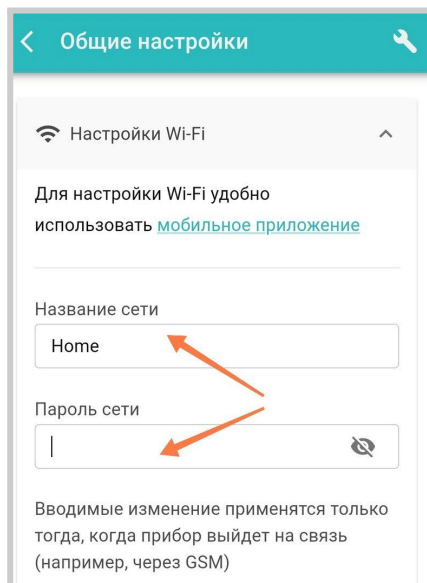 Общие настройки
Настройки Wi-Fi
Для настройки Wi-Fi удобно
использовать мобильное приложение
Название сети
Home
Пароль сети
Вводимые изменение применятся только
тогда, когда прибор выйдет на связь
(например, через GSM)